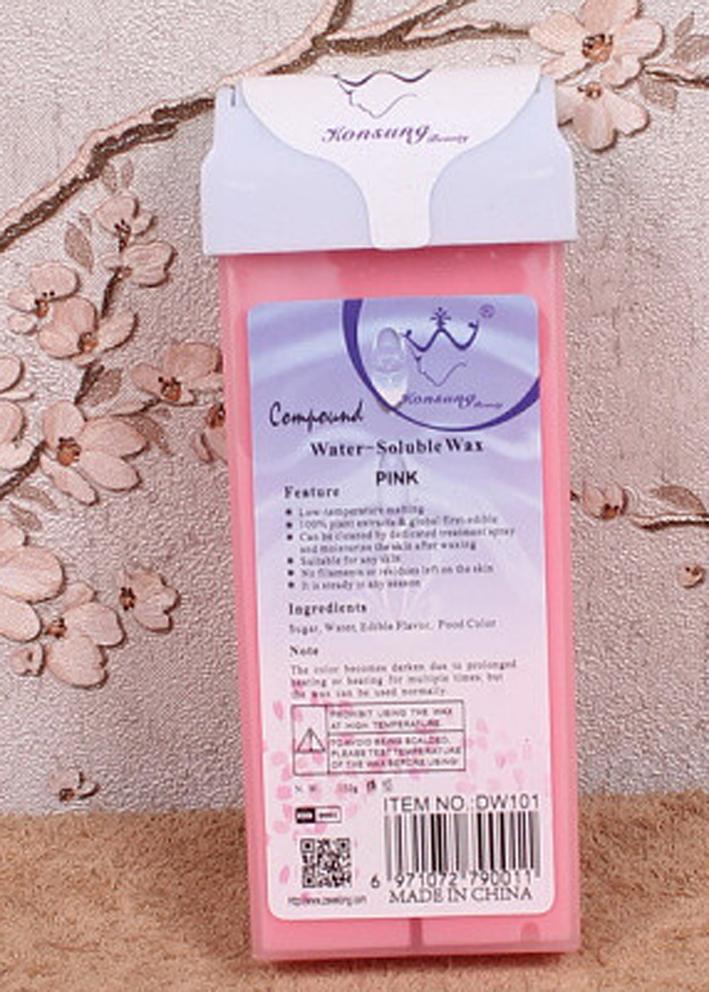 Konsung Beauty
®
Konsung Beauty
Compound
Water-Soluble Wax
PINK
Feature
Low-temperature melting
100% plant extracts & global first edible
Can be cleaned by dedicated treatment spray
and moisturize the skin after waxing
Suitable for any skin
No filaments or residues left on the skin
It is steady in any season
Ingredients
Sugar, Water, Edible Flavor, Food Color
Note
The color becomes darken due to prolonged
heating or heating for multiple times, but
the wax can be used normally.
PROHIBIT USING THE WAX
AT HIGH TEMPERATURE.
TO AVOID BEING SCALDED,
PLEASE TEST TEMPERATURE
OF THE WAX BEFORE USING!
N. W.
ITEM NO.:DW101
6 971072 790011
MADE IN CHINA